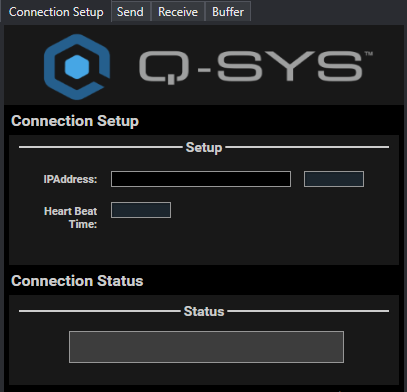 Connection Setup Send Receive Buffer
Q-SYS™
Connection Setup
Setup
IPAddress:
Heart Beat
Time:
Connection Status
Status